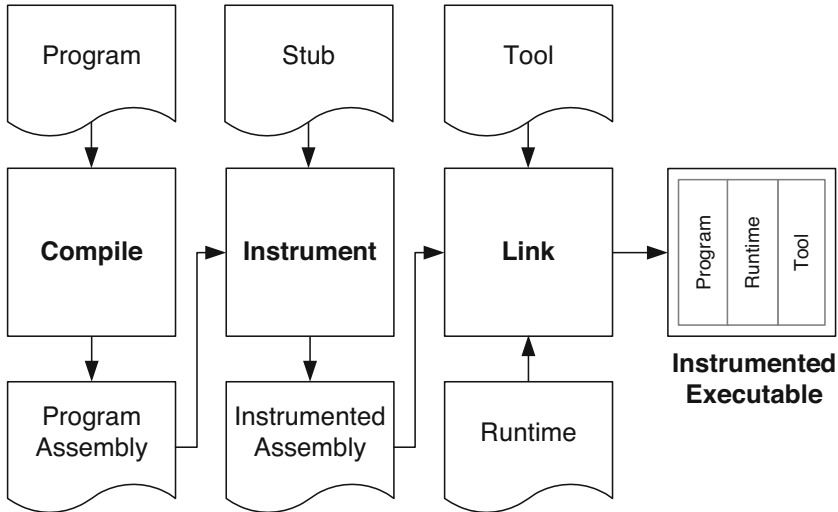 Program
Stub
Tool
Compile
Instrument
Link
Program
Runtime
Tool
Instrumented
Executable
Program
Assembly
Instrumented
Assembly
Runtime